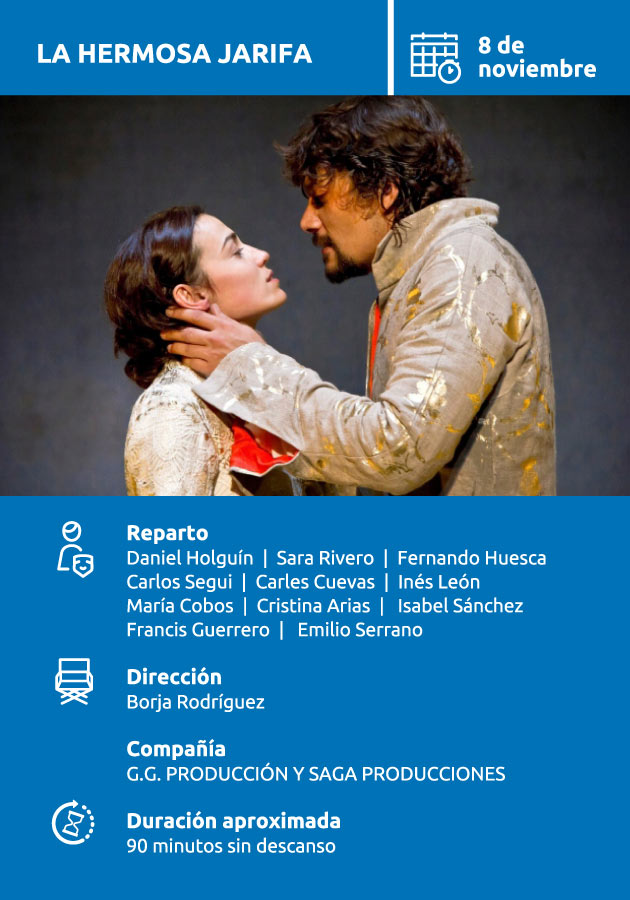 LA HERMOSA JARIFA
8 de
noviembre
Reparto
Daniel Holguín | Sara Rivero | Fernando Huesca
Carlos Segui | Carles Cuevas | Inés León
María Cobos | Cristina Arias | Isabel Sánchez
Francis Guerrero | Emilio Serrano
Dirección
Borja Rodríguez
Compañía
G.G. PRODUCCIÓN Y SAGA PRODUCCIONES
Duración aproximada
90 minutos sin descanso